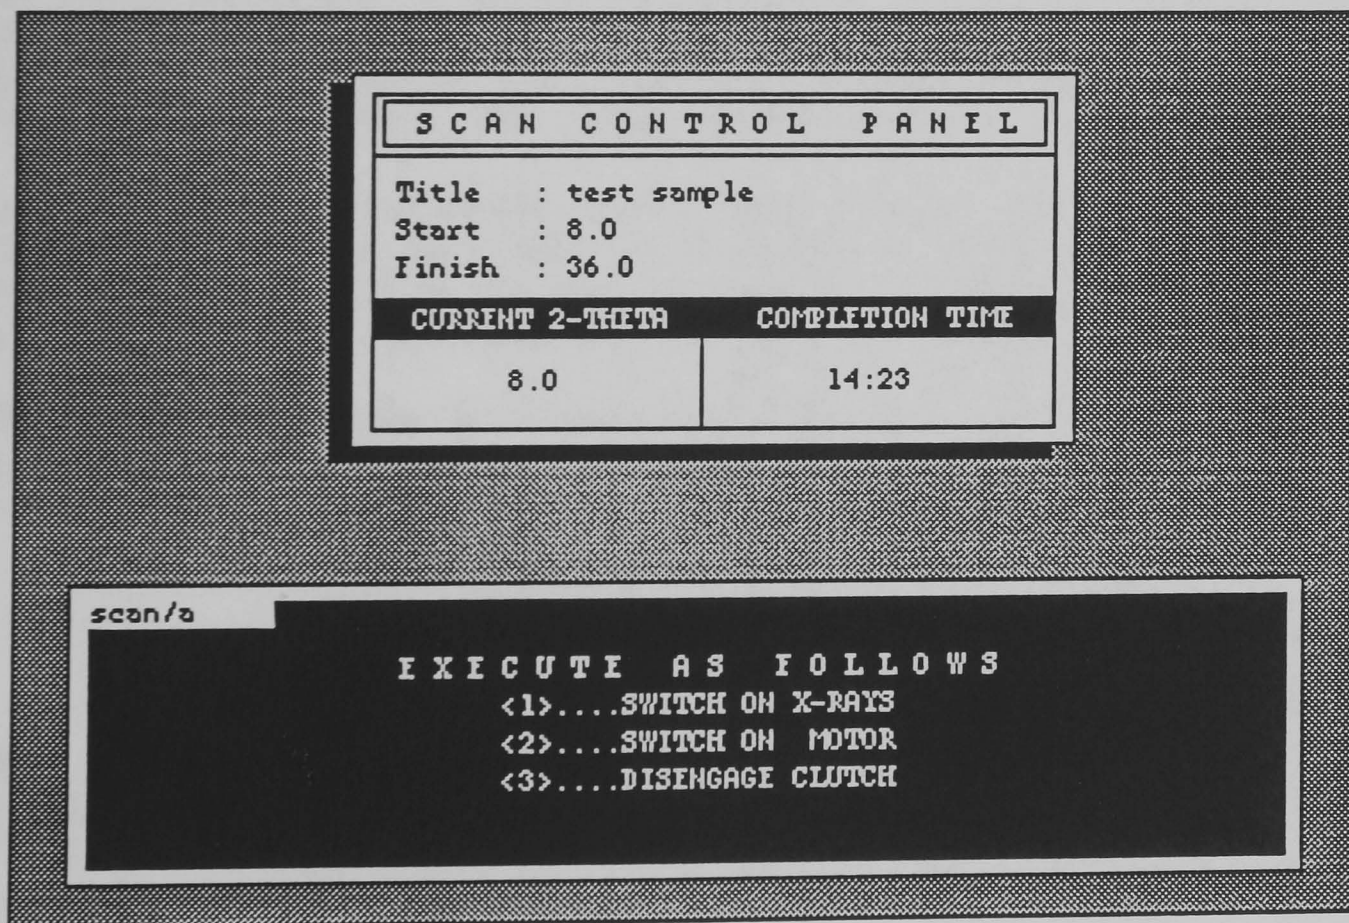 SCAN CONTROL PANEL
Title : test sample
Start : 8.0
Finish : 36.0
CURRENT 2-THETA COMPLETION TIME
8.0 14:23
scan/a
EXECUTE AS FOLLOWS
<1>....SWITCH ON X-RAYS
<2>....SWITCH ON MOTOR
<3>....DISENGAGE CLUTCH